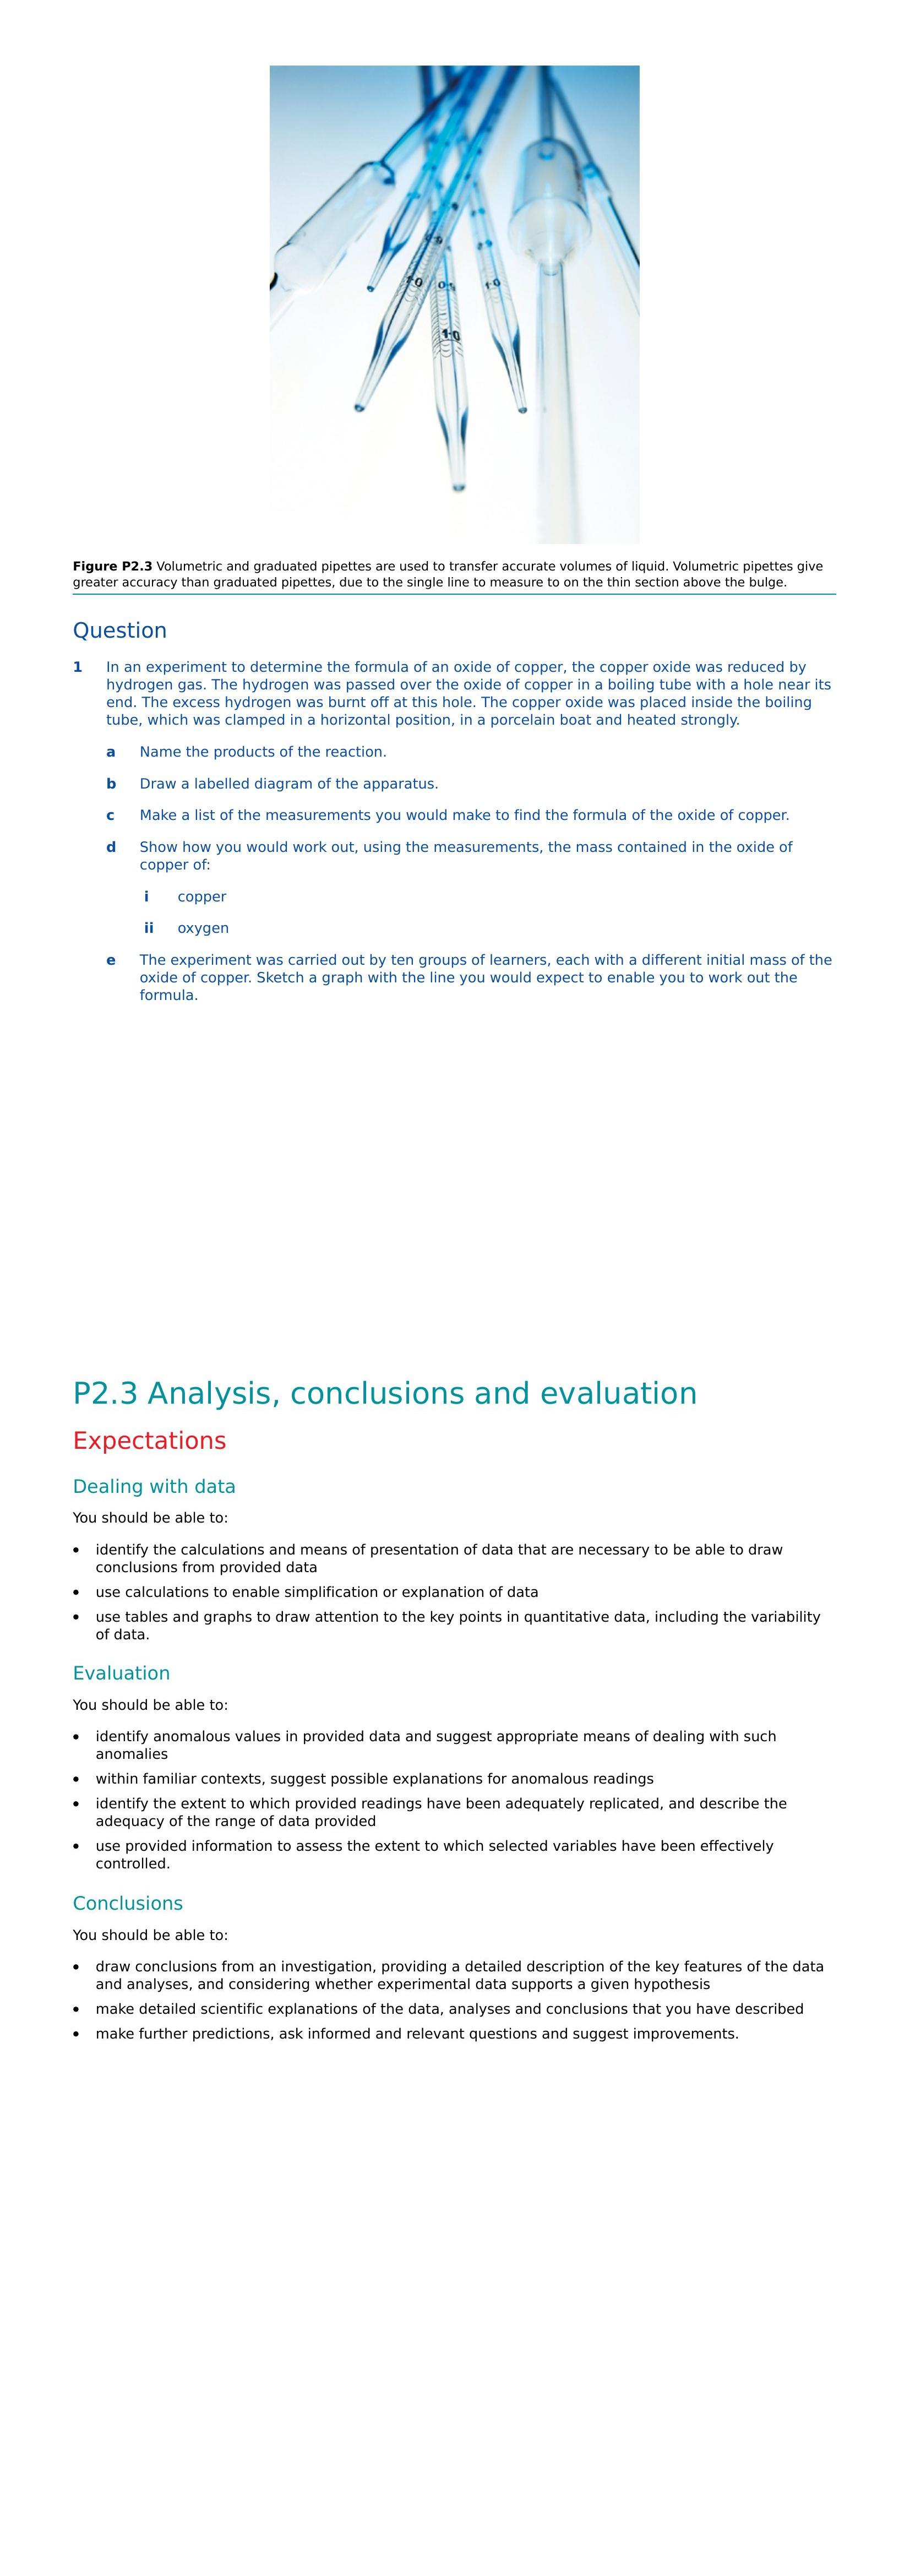 1·0
0·5
1·0
1·0
Figure P2.3 Volumetric and graduated pipettes are used to transfer accurate volumes of liquid. Volumetric pipettes give
greater accuracy than graduated pipettes, due to the single line to measure to on the thin section above the bulge.
Question
1 In an experiment to determine the formula of an oxide of copper, the copper oxide was reduced by
hydrogen gas. The hydrogen was passed over the oxide of copper in a boiling tube with a hole near its
end. The excess hydrogen was burnt off at this hole. The copper oxide was placed inside the boiling
tube, which was clamped in a horizontal position, in a porcelain boat and heated strongly.
a Name the products of the reaction.
b Draw a labelled diagram of the apparatus.
c Make a list of the measurements you would make to find the formula of the oxide of copper.
d Show how you would work out, using the measurements, the mass contained in the oxide of
copper of:
i copper
ii oxygen
e The experiment was carried out by ten groups of learners, each with a different initial mass of the
oxide of copper. Sketch a graph with the line you would expect to enable you to work out the
formula.
P2.3 Analysis, conclusions and evaluation
Expectations
Dealing with data
You should be able to:
• identify the calculations and means of presentation of data that are necessary to be able to draw
conclusions from provided data
• use calculations to enable simplification or explanation of data
• use tables and graphs to draw attention to the key points in quantitative data, including the variability
of data.
Evaluation
You should be able to:
• identify anomalous values in provided data and suggest appropriate means of dealing with such
anomalies
• within familiar contexts, suggest possible explanations for anomalous readings
• identify the extent to which provided readings have been adequately replicated, and describe the
adequacy of the range of data provided
• use provided information to assess the extent to which selected variables have been effectively
controlled.
Conclusions
You should be able to:
• draw conclusions from an investigation, providing a detailed description of the key features of the data
and analyses, and considering whether experimental data supports a given hypothesis
• make detailed scientific explanations of the data, analyses and conclusions that you have described
• make further predictions, ask informed and relevant questions and suggest improvements.